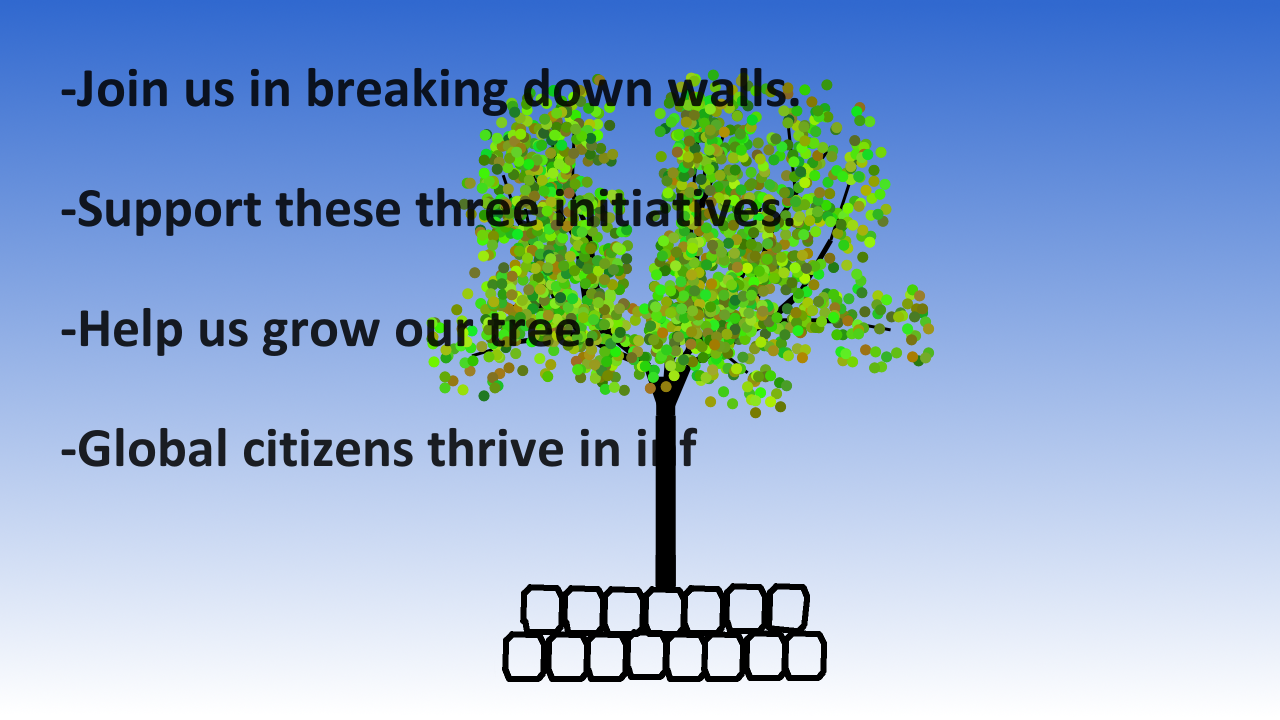 -Join us in breaking down walls.
-Support these three initiatives.
-Help us grow our tree.
-Global citizens thrive in